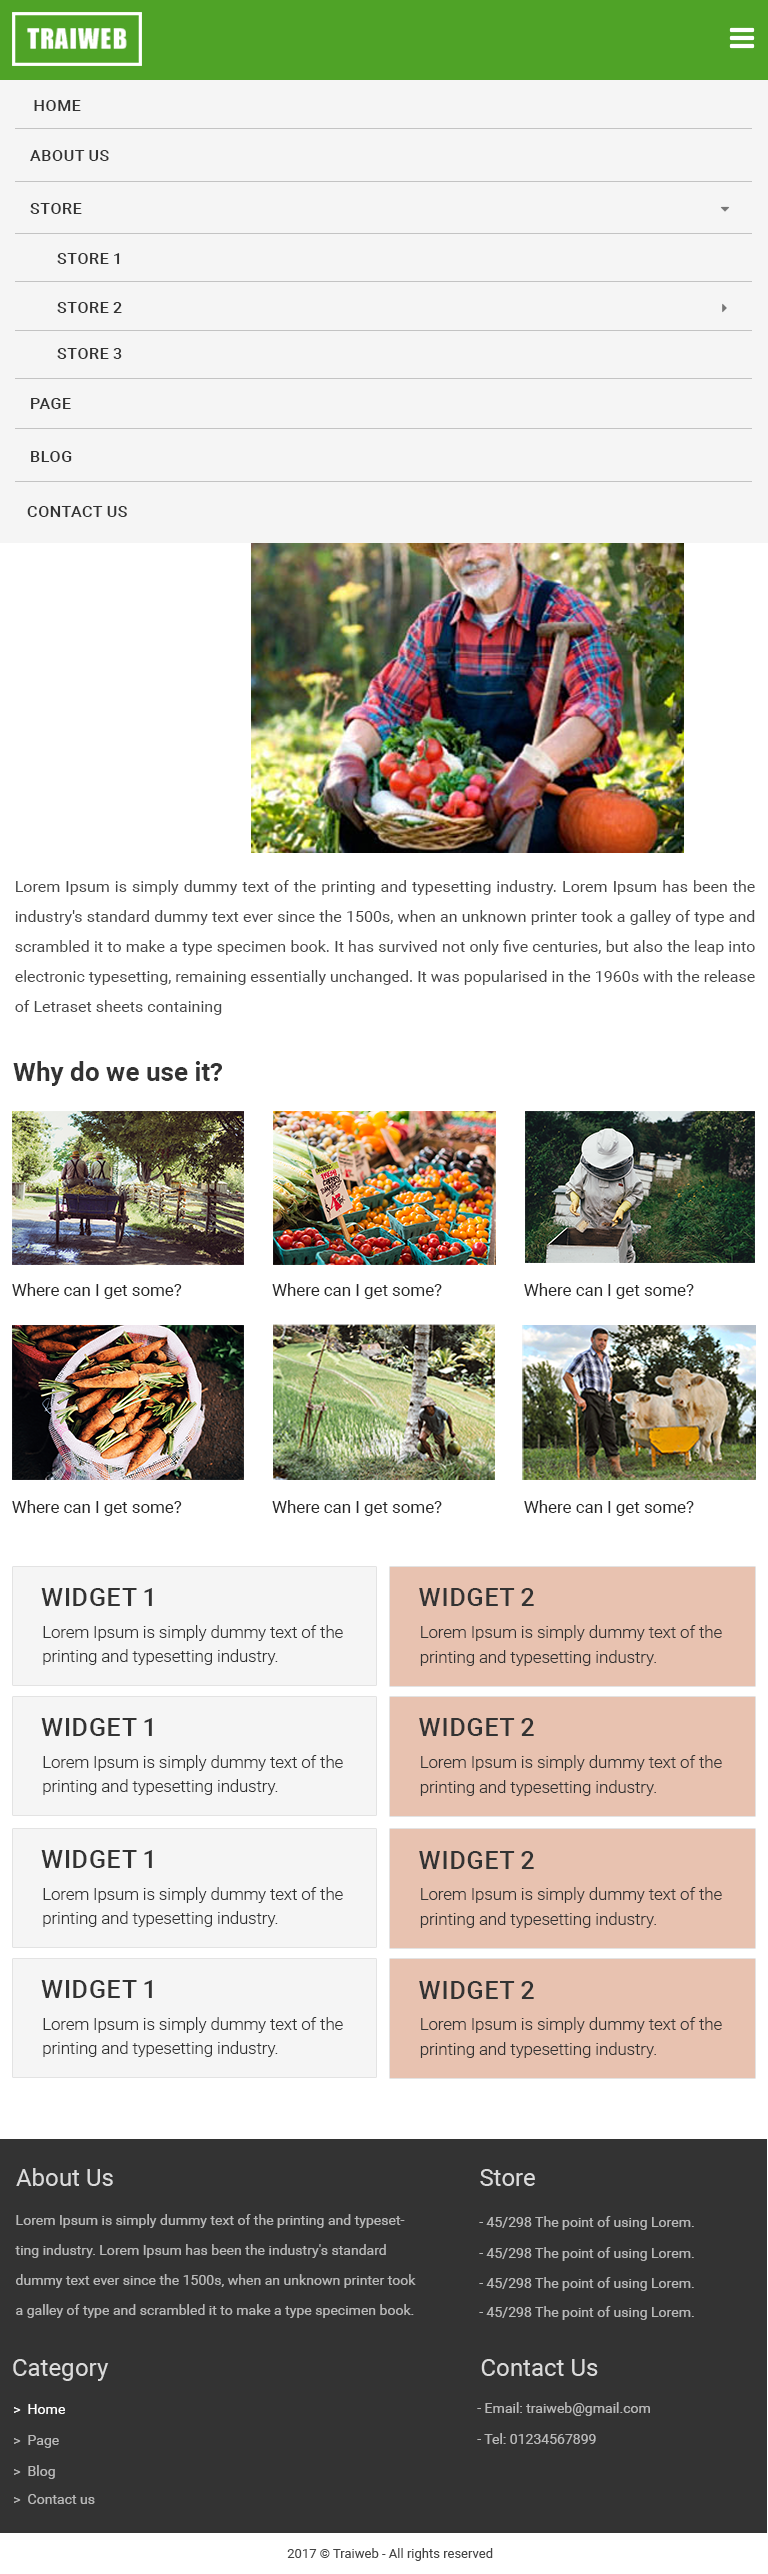 TRAIWEB
HOME
ABOUT US
STORE
STORE 1
STORE 2
STORE 3
PAGE
BLOG
CONTACT US
Lorem Ipsum is simply dummy text of the printing and typesetting industry. Lorem Ipsum has been the
industry's standard dummy text ever since the 1500s, when an unknown printer took a galley of type and
scrambled it to make a type specimen book. It has survived not only five centuries, but also the leap into
electronic typesetting, remaining essentially unchanged. It was popularised in the 1960s with the release
of Letraset sheets containing
Why do we use it?
Where can I get some?
Where can I get some?
Where can I get some?
Where can I get some?
Where can I get some?
Where can I get some?
WIDGET 1
Lorem Ipsum is simply dummy text of the
printing and typesetting industry.
WIDGET 2
Lorem Ipsum is simply dummy text of the
printing and typesetting industry.
WIDGET 1
Lorem Ipsum is simply dummy text of the
printing and typesetting industry.
WIDGET 2
Lorem Ipsum is simply dummy text of the
printing and typesetting industry.
WIDGET 1
Lorem Ipsum is simply dummy text of the
printing and typesetting industry.
WIDGET 2
Lorem Ipsum is simply dummy text of the
printing and typesetting industry.
WIDGET 1
Lorem Ipsum is simply dummy text of the
printing and typesetting industry.
WIDGET 2
Lorem Ipsum is simply dummy text of the
printing and typesetting industry.
About Us
Lorem Ipsum is simply dummy text of the printing and typeset-
ting industry. Lorem Ipsum has been the industry's standard
dummy text ever since the 1500s, when an unknown printer took
a galley of type and scrambled it to make a type specimen book.
Store
- 45/298 The point of using Lorem.
- 45/298 The point of using Lorem.
- 45/298 The point of using Lorem.
- 45/298 The point of using Lorem.
Category
> Home
> Page
> Blog
> Contact us
Contact Us
- Email: traiweb@gmail.com
- Tel: 01234567899
2017 © Traiweb - All rights reserved